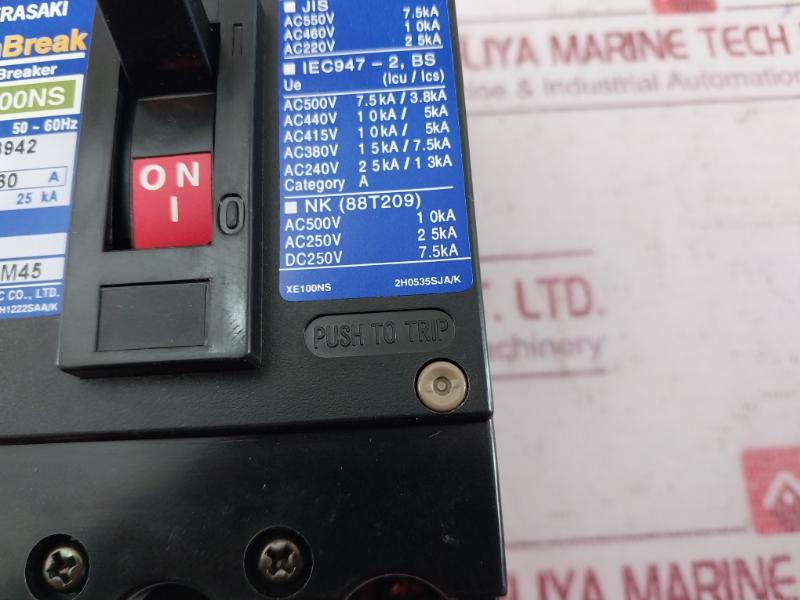 ERASAKI
Break
Breaker
00NS
50 - 60Hz
3942
A
25 kA
M45
C CO., LTD.
H1222SAA/K
I
ON
I
O
JIS
AC550V 7.5kA
AC460V 10kA
AC220V 25kA
IEC947 - 2, BS
Ue (Icu / Ics)
AC500V 7.5kA / 3.8kA
AC440V 10kA / 5kA
AC415V 10kA / 5kA
AC380V 15kA / 7.5kA
AC240V 25kA / 13kA
Category A
NK (88T209)
AC500V 10kA
AC250V 25kA
DC250V 7.5kA
XE100NS 2H0535SJA/K
PUSH TO TRIP
LIYA MARINE TECH
ne & Industrial Automation
T. LTD.
achinery
LIYA MARINE